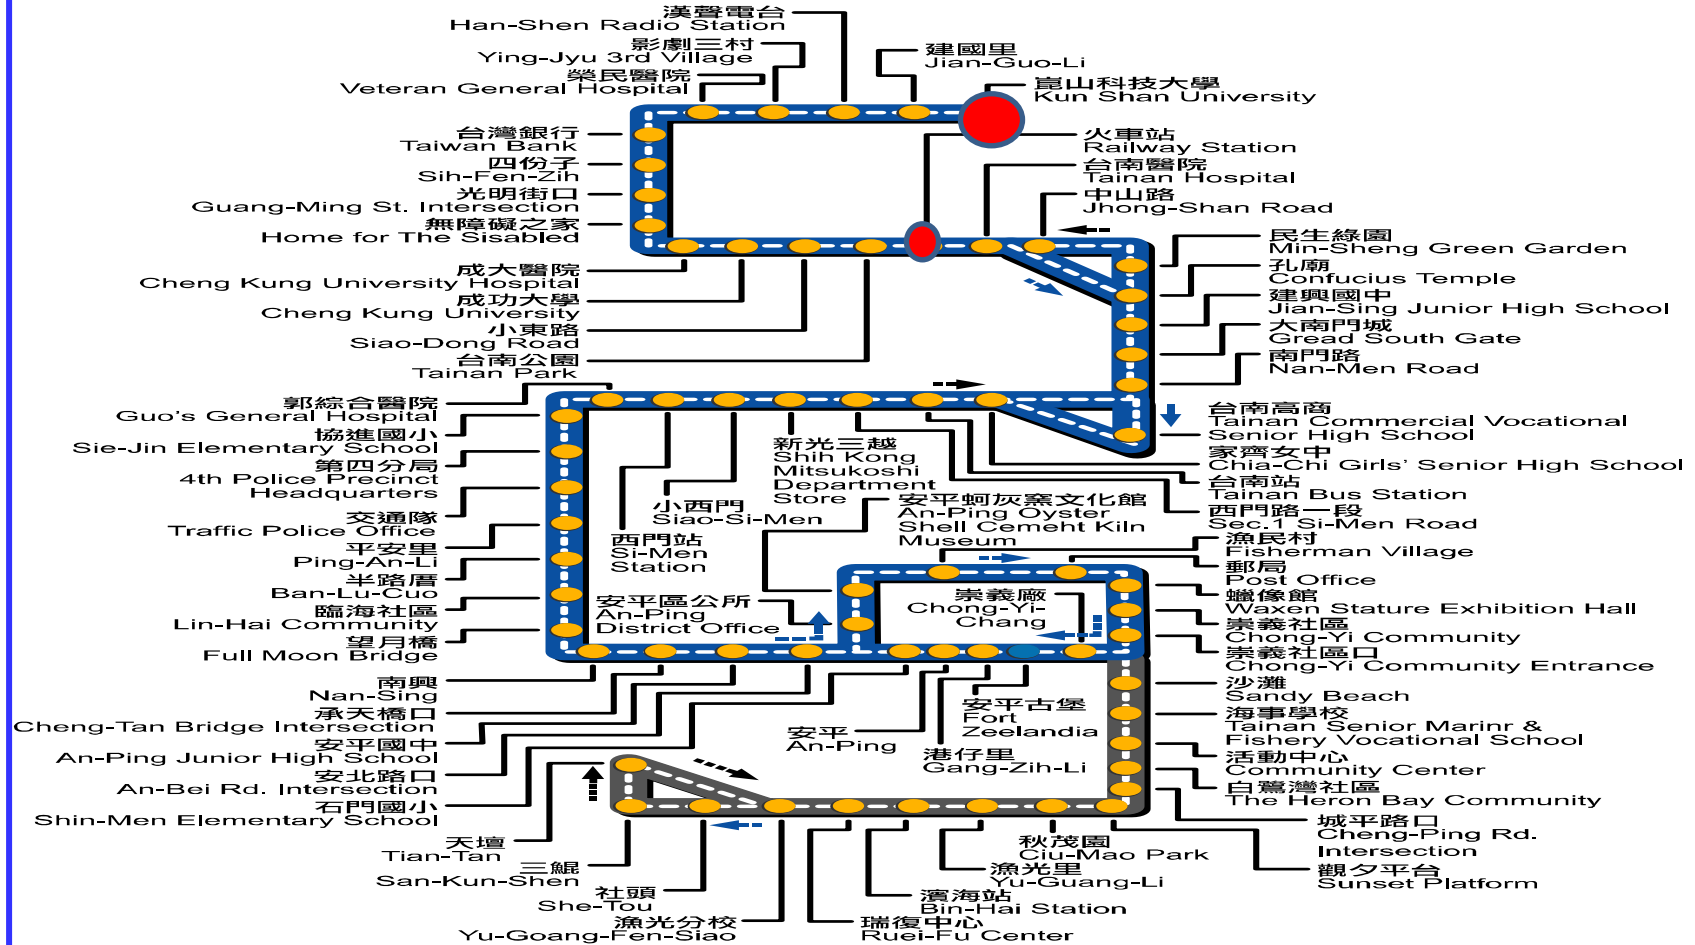 漢聲電台
Han-Shen Radio Station
影劇三村
Ying-Jyu 3rd Village
榮民醫院
Veteran General Hospital
建國里
Jian-Guo-Li
崑山科技大學
Kun Shan University
台灣銀行
Taiwan Bank
四份子
Sih-Fen-Zih
光明街口
Guang-Ming St. Intersection
無障礙之家
Home for The Sisabled
成大醫院
Cheng Kung University Hospital
成功大學
Cheng Kung University
小東路
Siao-Dong Road
台南公園
Tainan Park
火車站
Railway Station
台南醫院
Tainan Hospital
中山路
Jhong-Shan Road
民生綠園
Min-Sheng Green Garden
孔廟
Confucius Temple
建興國中
Jian-Sing Junior High School
大南門城
Gread South Gate
南門路
Nan-Men Road
台南高商
Tainan Commercial Vocational
Senior High School
家齊女中
Chia-Chi Girls' Senior High School
台南站
Tainan Bus Station
西門路一段
Sec.1 Si-Men Road
新光三越
Shih Kong
Mitsukoshi
Department
Store
小西門
Siao-Si-Men
西門站
Si-Men
Station
郭綜合醫院
Guo's General Hospital
協進國小
Sie-Jin Elementary School
第四分局
4th Police Precinct
Headquarters
交通隊
Traffic Police Office
平安里
Ping-An-Li
半路厝
Ban-Lu-Cuo
臨海社區
Lin-Hai Community
望月橋
Full Moon Bridge
南興
Nan-Sing
承天橋口
Cheng-Tan Bridge Intersection
安平國中
An-Ping Junior High School
安北路口
An-Bei Rd. Intersection
石門國小
Shin-Men Elementary School
安平區公所
An-Ping
District Office
安平蚵灰窯文化館
An-Ping Oyster
Shell Cemeht Kiln
Museum
漁民村
Fisherman Village
郵局
Post Office
蠟像館
Waxen Stature Exhibition Hall
崇義社區
Chong-Yi Community
崇義社區口
Chong-Yi Community Entrance
崇義廠
Chong-Yi-
Chang
安平古堡
Fort
Zeelandia
港仔里
Gang-Zih-Li
安平
An-Ping
沙灘
Sandy Beach
海事學校
Tainan Senior Marinr &
Fishery Vocational School
活動中心
Community Center
白鷺灣社區
The Heron Bay Community
城平路口
Cheng-Ping Rd.
Intersection
觀夕平台
Sunset Platform
秋茂園
Ciu-Mao Park
漁光里
Yu-Guang-Li
濱海站
Bin-Hai Station
瑞復中心
Ruei-Fu Center
漁光分校
Yu-Goang-Fen-Siao
社頭
She-Tou
三鯤
San-Kun-Shen
天壇
Tian-Tan